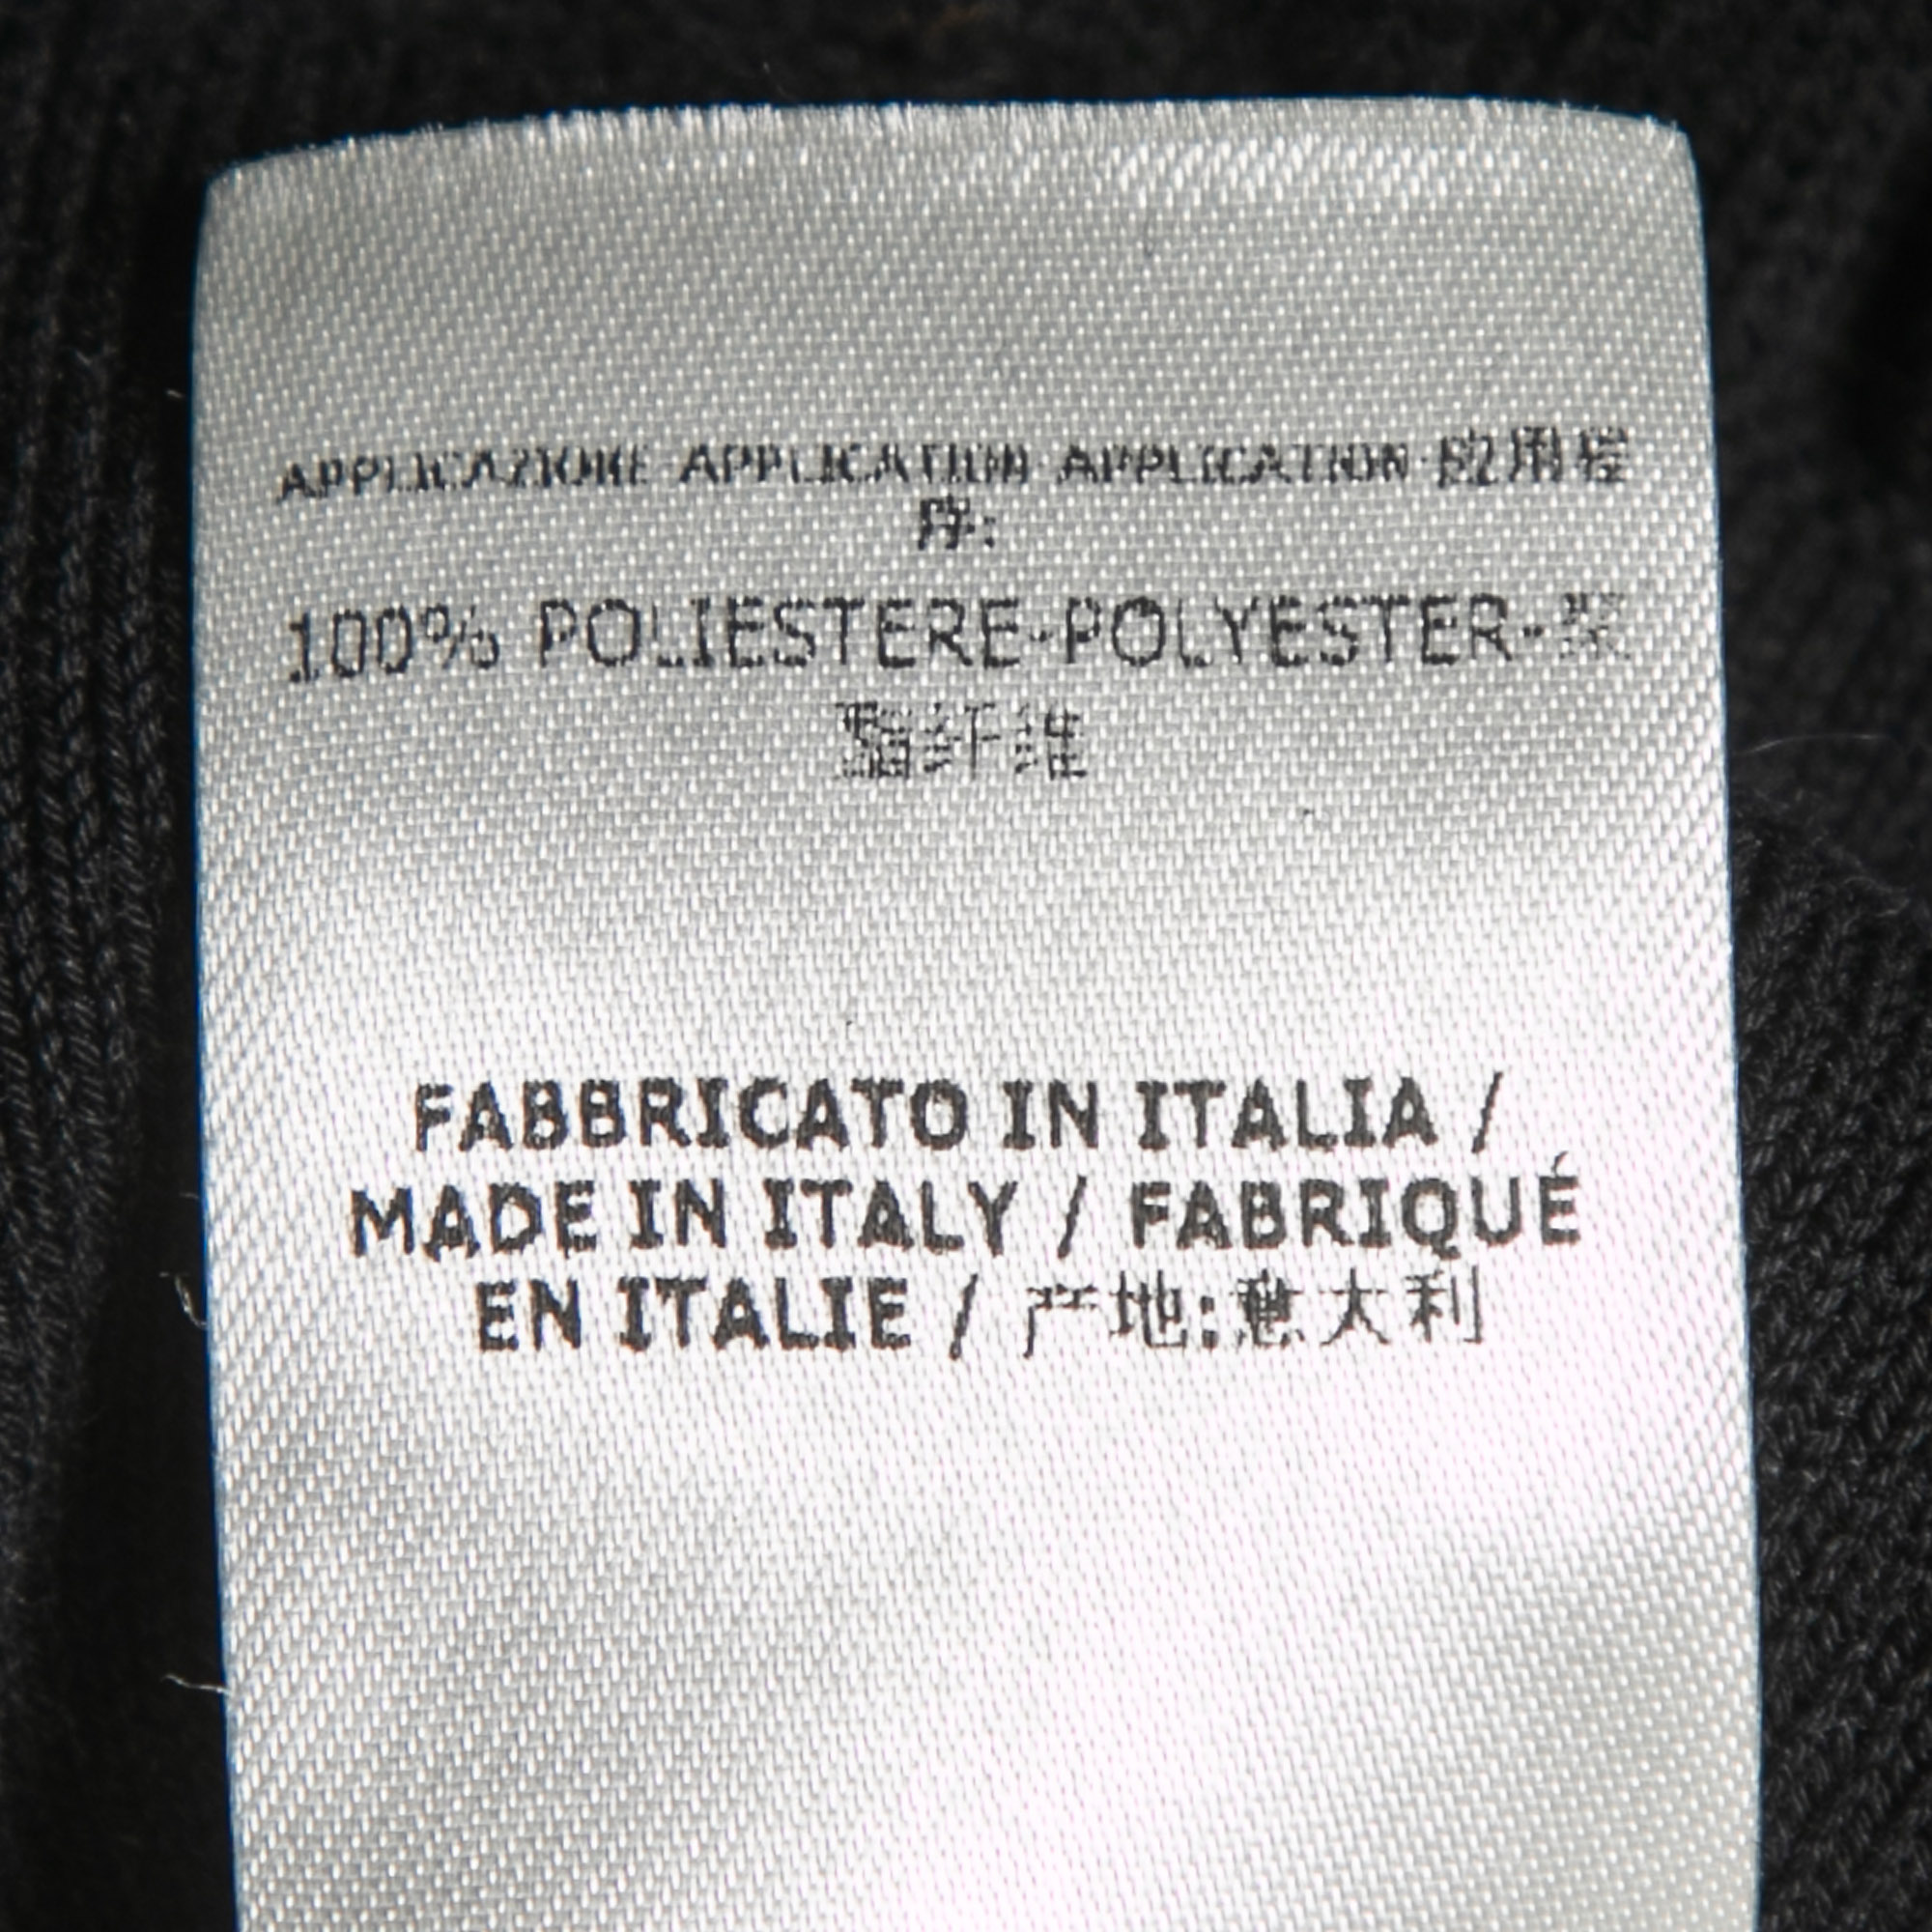 APPLICAZIONE APPLICATION APPLICATION 应用程
序:
100% POLIESTERE-POLYESTER-聚
酯纤维
FABBRICATO IN ITALIA /
MADE IN ITALY / FABRIQUÉ
EN ITALIE / 产地:意大利